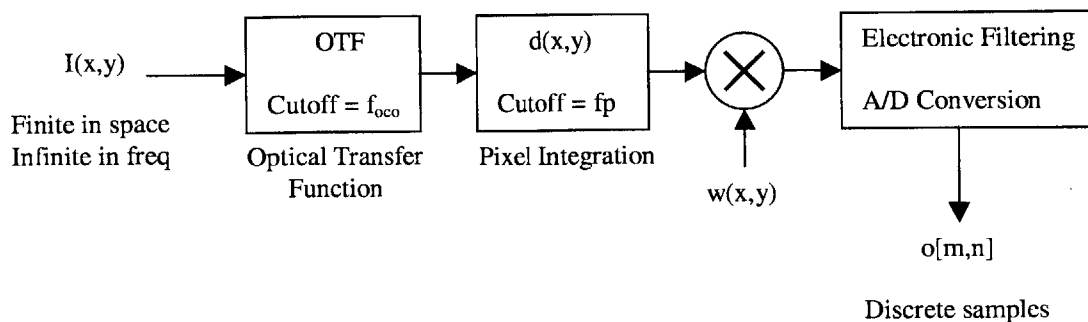 I(x,y)
Finite in space
Infinite in freq
OTF
Cutoff = foco
Optical Transfer
Function
d(x,y)
Cutoff = fp
Pixel Integration
w(x,y)
Electronic Filtering
A/D Conversion
o[m,n]
Discrete samples